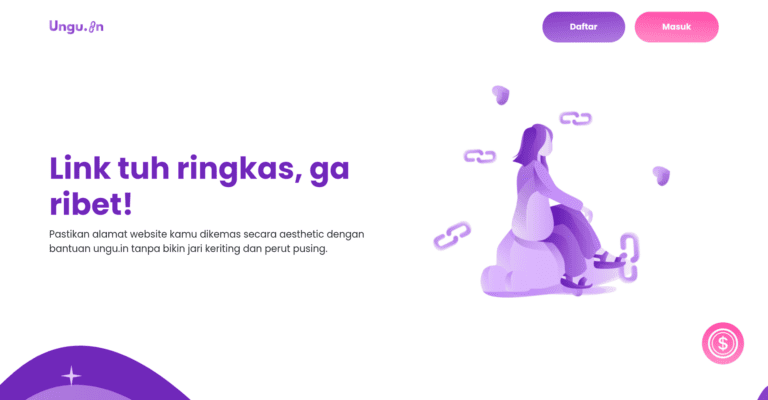 Ungu.in
Daftar
Masuk
Link tuh ringkas, ga
ribet!
Pastikan alamat website kamu dikemas secara aesthetic dengan
bantuan ungu.in tanpa bikin jari keriting dan perut pusing.
$